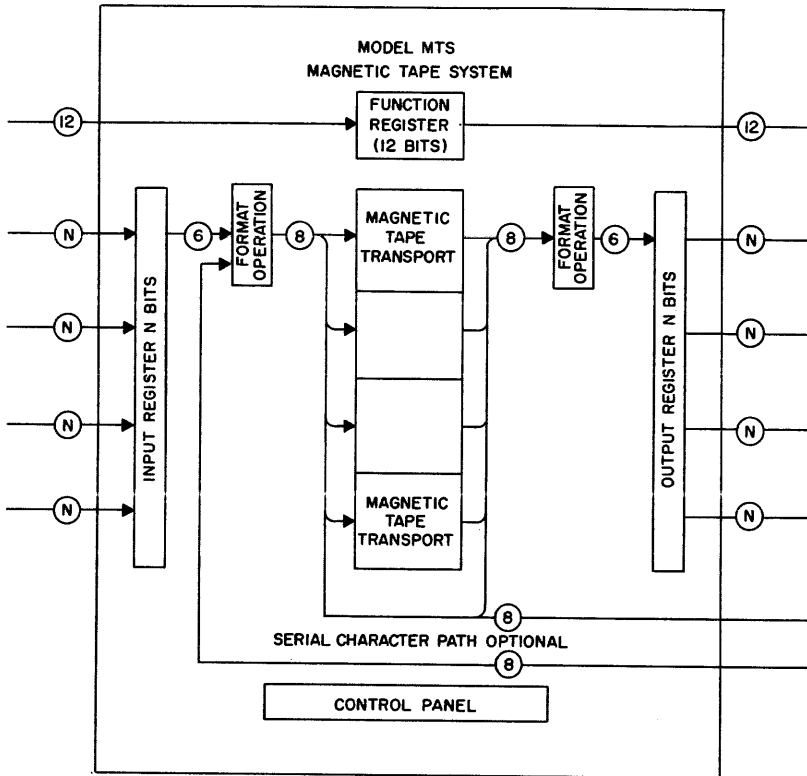 MODEL MTS
MAGNETIC TAPE SYSTEM
12
FUNCTION
REGISTER
(12 BITS)
12
N
N
N
N
INPUT REGISTER N BITS
6
FORMAT
OPERATION
8
MAGNETIC
TAPE
TRANSPORT
MAGNETIC
TAPE
TRANSPORT
8
FORMAT
OPERATION
6
OUTPUT REGISTER N BITS
N
N
N
N
8
SERIAL CHARACTER PATH OPTIONAL
8
CONTROL PANEL